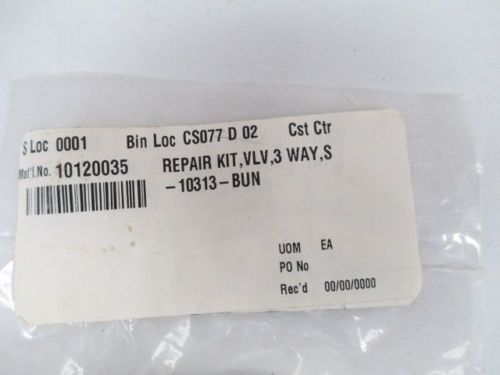 S Loc 0001 Bin Loc CS077 D 02 Cst Ctr
Mat'l.No. 10120035 REPAIR KIT,VLV,3 WAY,S
-10313-BUN
UOM EA
PO No
Rec'd 00/00/0000